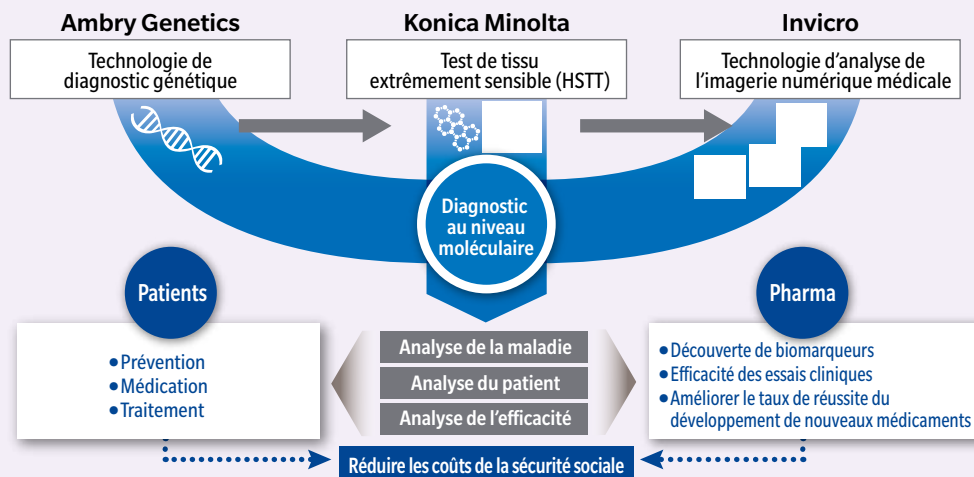 Ambry Genetics
Konica Minolta
Invicro
Technologie de
diagnostic génétique
Test de tissu
extrêmement sensible (HSTT)
Technologie d'analyse de
l'imagerie numérique médicale
Diagnostic
au niveau
moléculaire
Patients
•Prévention
•Médication
•Traitement
Analyse de la maladie
Analyse du patient
Analyse de l'efficacité
Pharma
•Découverte de biomarqueurs
•Efficacité des essais cliniques
•Améliorer le taux de réussite du
développement de nouveaux médicaments
Réduire les coûts de la sécurité sociale